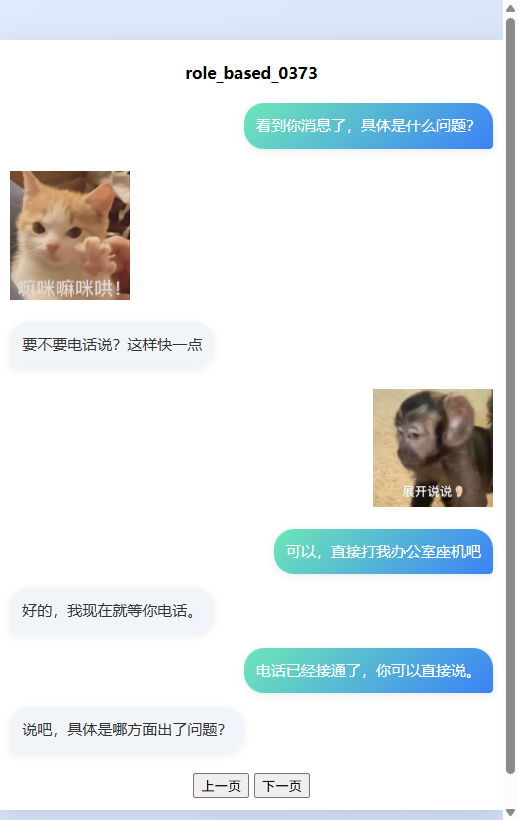 role_based_0373
看到你消息了，具体是什么问题？
嘛咪嘛咪哄！
要不要电话说？这样快一点
展开说说
可以，直接打我办公室座机吧
好的，我现在就等你电话。
电话已经接通了，你可以直接说。
说吧，具体是哪方面出了问题？
上一页 下一页